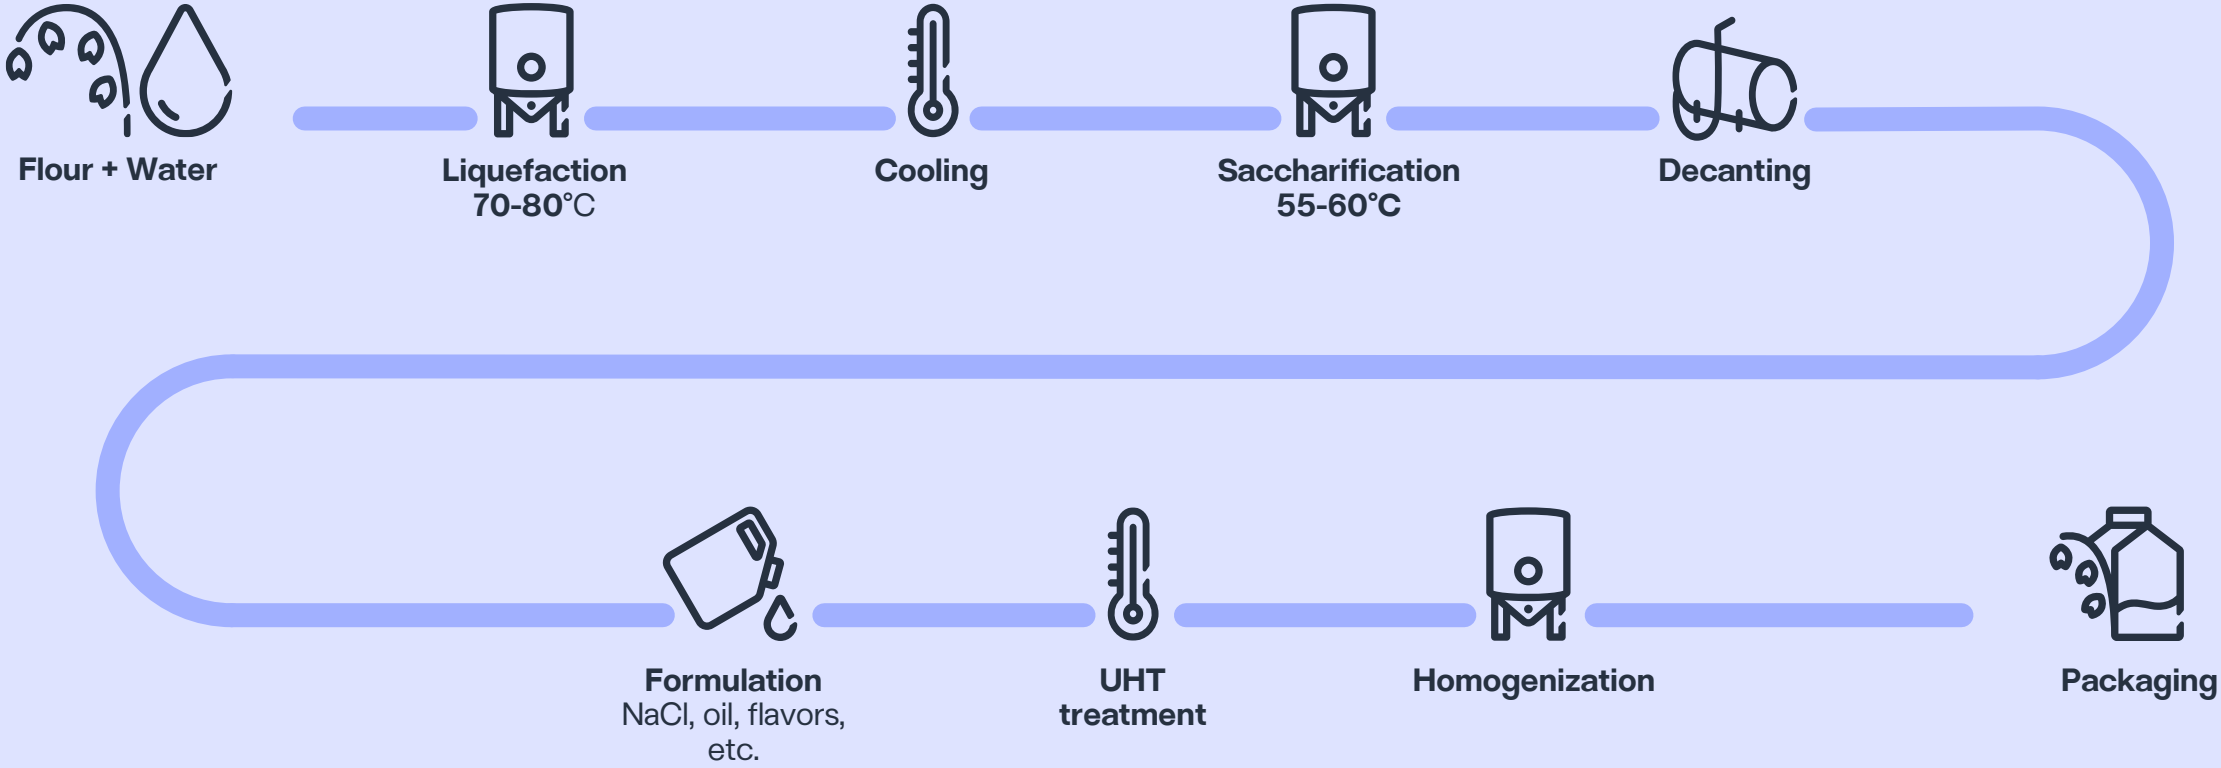 Flour + Water
Liquefaction
70-80°C
Cooling
Saccharification
55-60°C
Decanting
Formulation
NaCl, oil, flavors,
etc.
UHT
treatment
Homogenization
Packaging